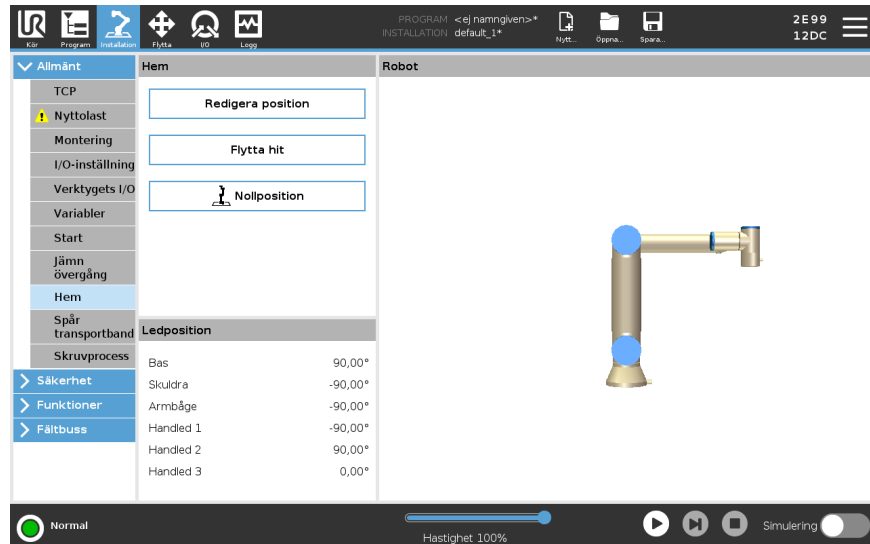 PROGRAM <ej namngiven>*
INSTALLATION default_1*
2E99
12DC
Kör
Program
Installation
Flytta
I/O
Logg
Nytt...
Öppna...
Spara...
Allmänt
TCP
Nyttolast
Montering
I/O-inställning
Verktygets I/O
Variabler
Start
Jämn
övergång
Hem
Spår
transportband
Skruvprocess
Säkerhet
Funktioner
Fältbuss
Hem
Redigera position
Flytta hit
Nollposition
Ledposition
Bas 90,00°
Skuldra -90,00°
Armbåge -90,00°
Handled 1 -90,00°
Handled 2 90,00°
Handled 3 0,00°
Robot
Normal
Hastighet 100%
Simulering